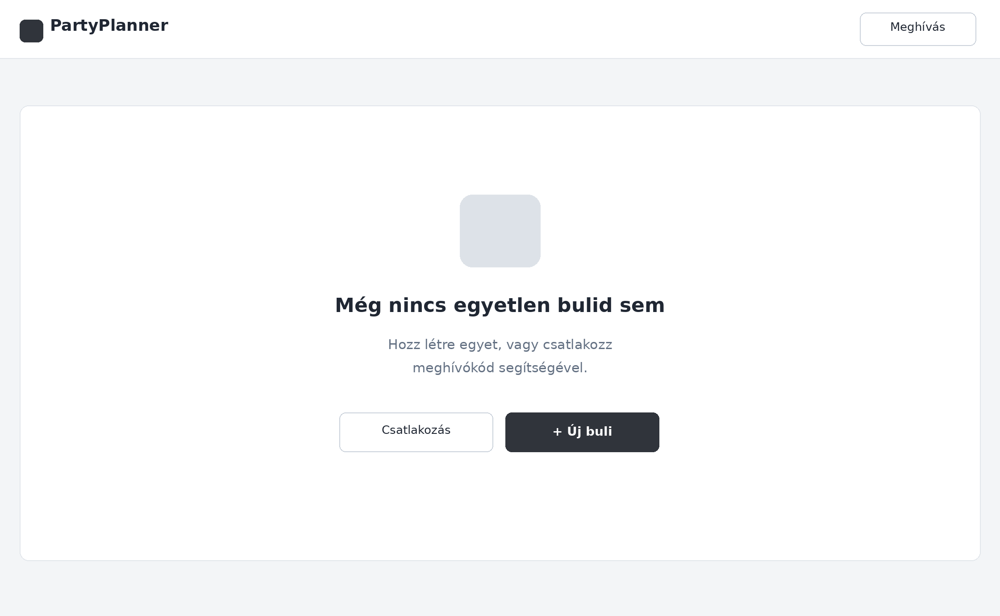 PartyPlanner
Meghívás
Még nincs egyetlen bulid sem
Hozz létre egyet, vagy csatlakozz
meghívókód segítségével.
Csatlakozás
+ Új buli